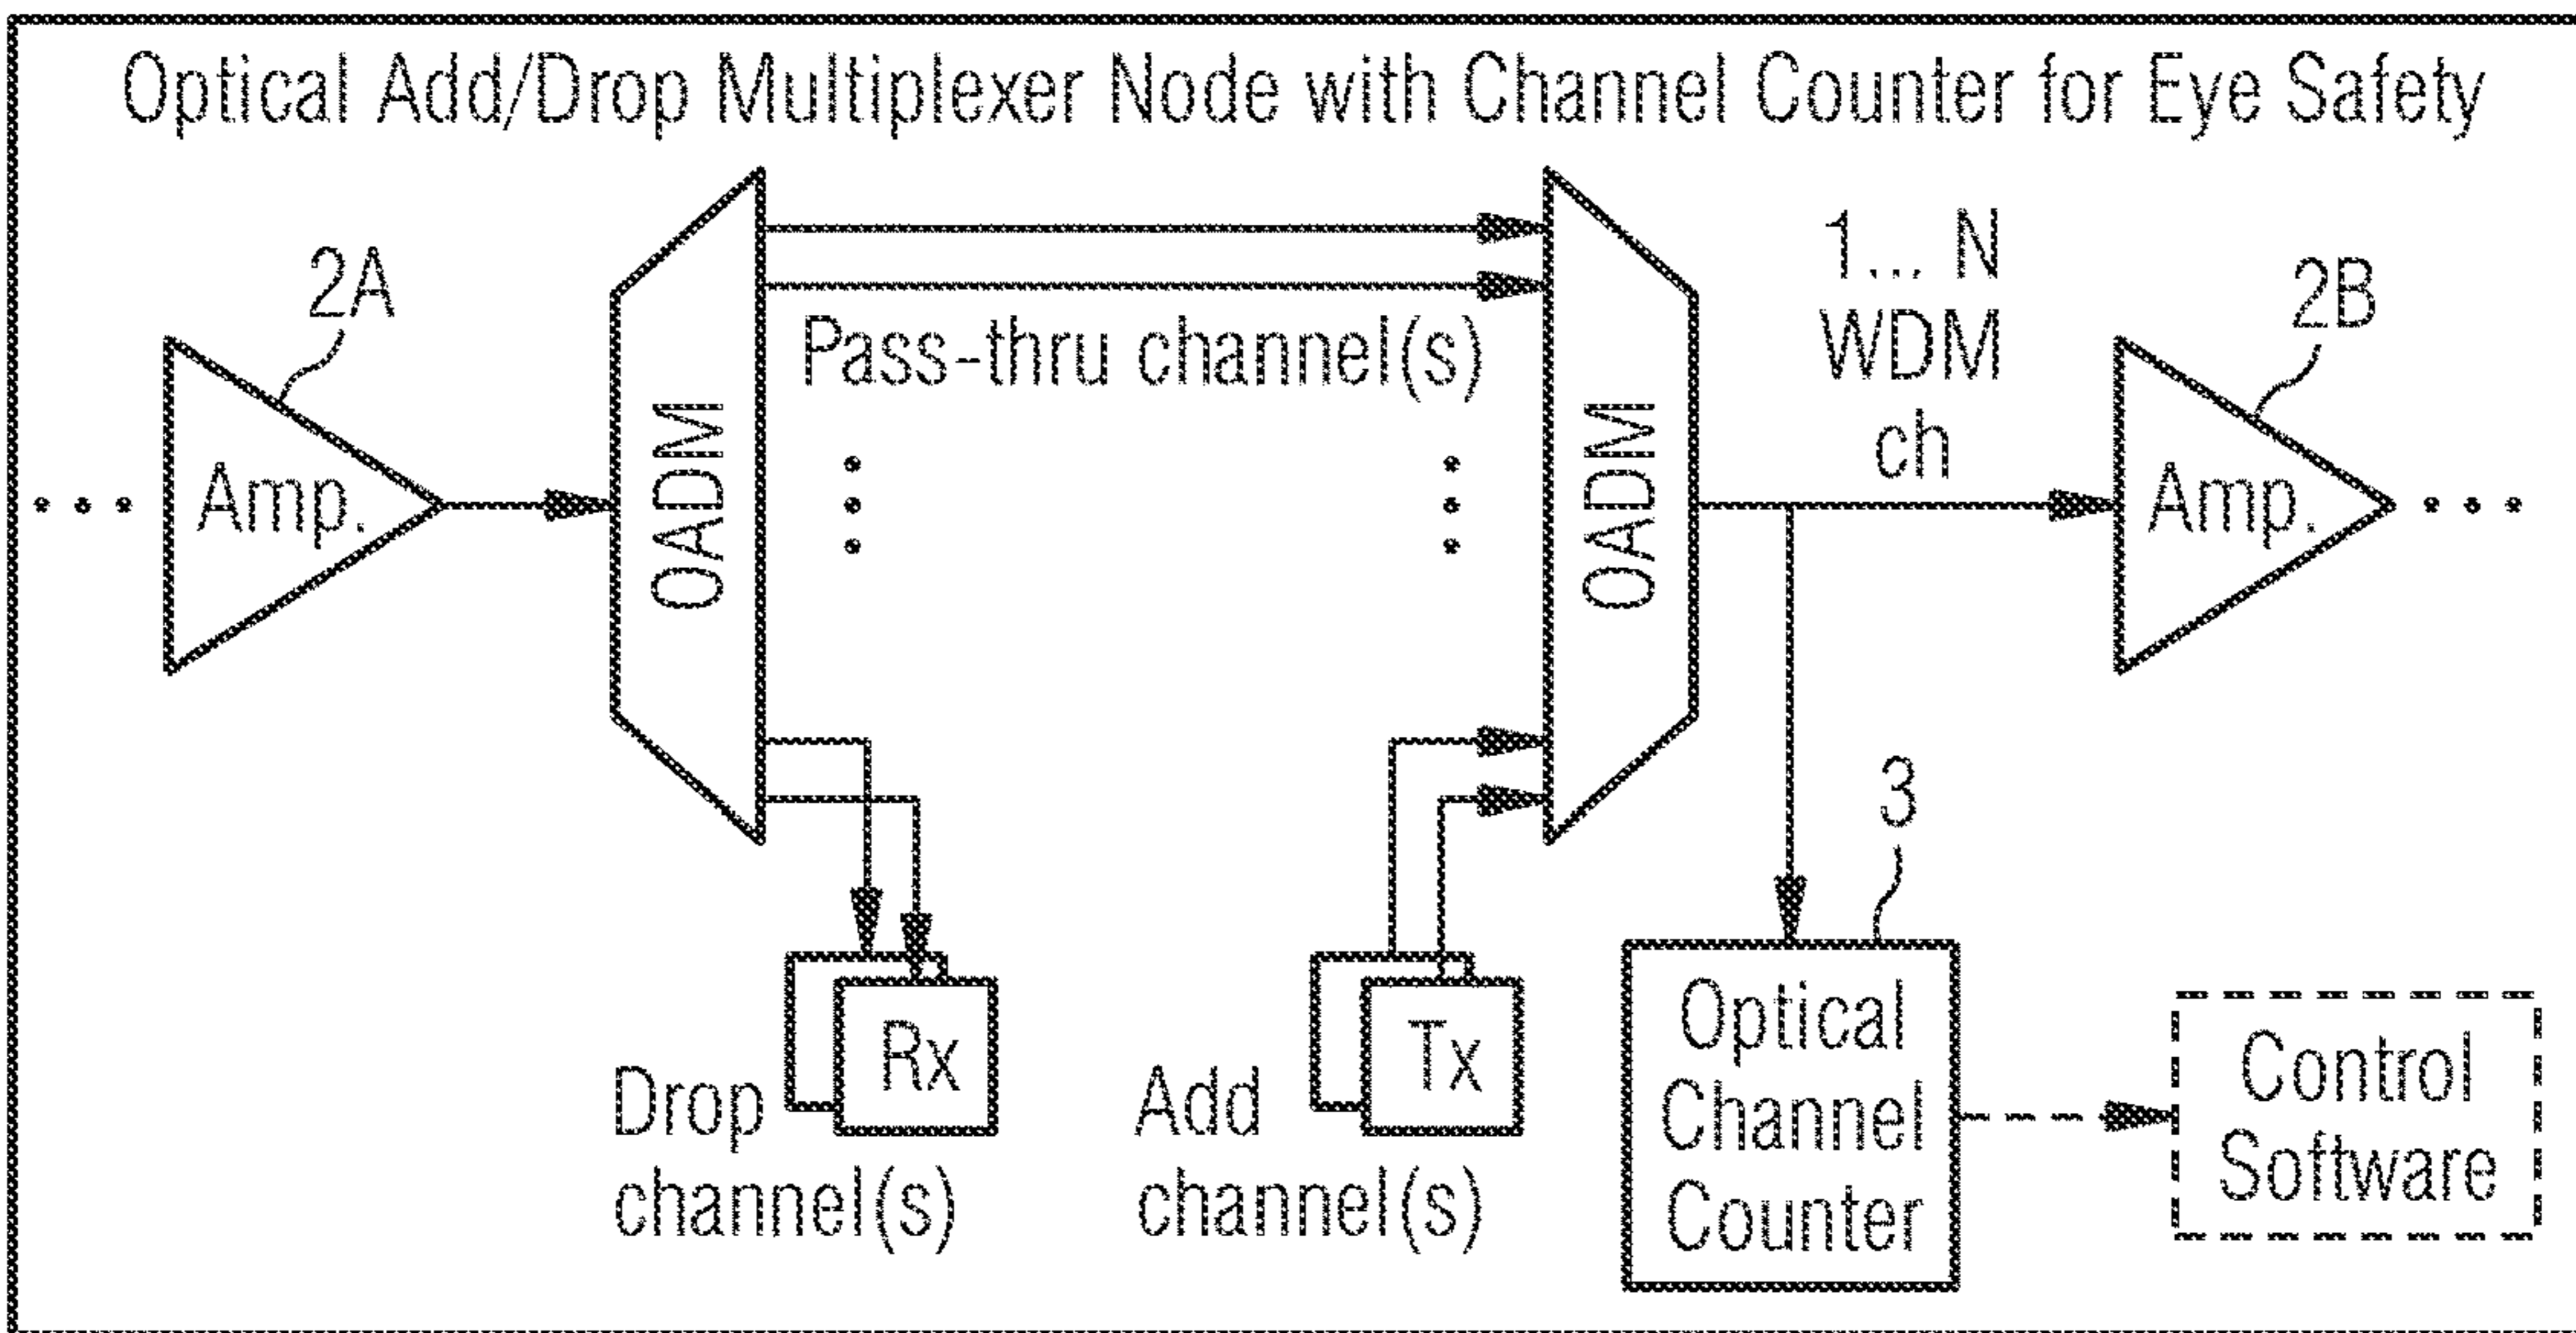 Optical Add/Drop Multiplexer Node with Channel Counter for Eye Safety
2A
Amp.
OADM
Pass-thru channel(s)
OADM
1... N
WDM
ch
2B
Amp.
Rx
Drop
channel(s)
Tx
Add
channel(s)
3
Optical
Channel
Counter
Control
Software